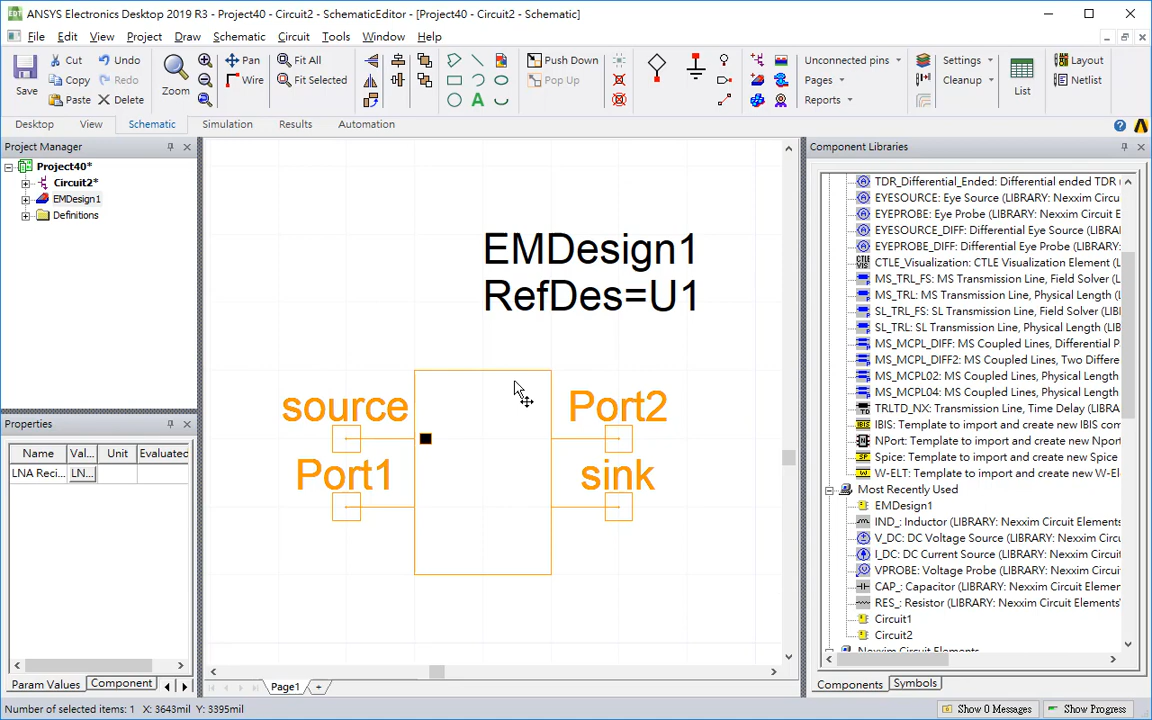 ANSYS Electronics Desktop 2019 R3 - Project40 - Circuit2 - SchematicEditor - [Project40 - Circuit2 - Schematic]
File Edit View Project Draw Schematic Circuit Tools Window Help
Save Cut Copy Paste Undo Redo Delete Zoom Pan Wire Fit All Fit Selected Push Down Pop Up Unconnected pins Pages Reports Settings Cleanup List Layout Netlist
Desktop View Schematic Simulation Results Automation
Project Manager
Project40*
Circuit2*
EMDesign1
Definitions
Properties
Name Val... Unit Evaluated
LNA Reci... LN...
Param Values Component
EMDesign1
RefDes=U1
source Port2
Port1 sink
Page1
Component Libraries
TDR_Differential_Ended: Differential ended TDR
EYESOURCE: Eye Source (LIBRARY: Nexxim Circu
EYEPROBE: Eye Probe (LIBRARY: Nexxim Circuit
EYESOURCE_DIFF: Differential Eye Source (LIBRA
EYEPROBE_DIFF: Differential Eye Probe (LIBRARY:
CTLE_Visualization: CTLE Visualization Element (L
MS_TRL_FS: MS Transmission Line, Field Solver (L
MS_TRL: MS Transmission Line, Physical Length (
SL_TRL_FS: SL Transmission Line, Field Solver (LI
SL_TRL: SL Transmission Line, Physical Length (LI
MS_MCPL_DIFF: MS Coupled Lines, Differential P
MS_MCPL_DIFF2: MS Coupled Lines, Two Differe
MS_MCPL02: MS Coupled Lines, Physical Length
MS_MCPL04: MS Coupled Lines, Physical Length
TRLTD_NX: Transmission Line, Time Delay (LIBRAR
IBIS: Template to import and create new IBIS com
NPort: Template to import and create new Nport
Spice: Template to import and create new Spice
W-ELT: Template to import and create new W-Ele
Most Recently Used
EMDesign1
IND_: Inductor (LIBRARY: Nexxim Circuit Elements
V_DC: DC Voltage Source (LIBRARY: Nexxim Circui
I_DC: DC Current Source (LIBRARY: Nexxim Circuit
VPROBE: Voltage Probe (LIBRARY: Nexxim Circuit
CAP_: Capacitor (LIBRARY: Nexxim Circuit Element
RES_: Resistor (LIBRARY: Nexxim Circuit Elements
Circuit1
Circuit2
Nexxim Circuit Elements
Components Symbols
Number of selected items: 1 X: 3643mil Y: 3395mil
Show 0 Messages Show Progress